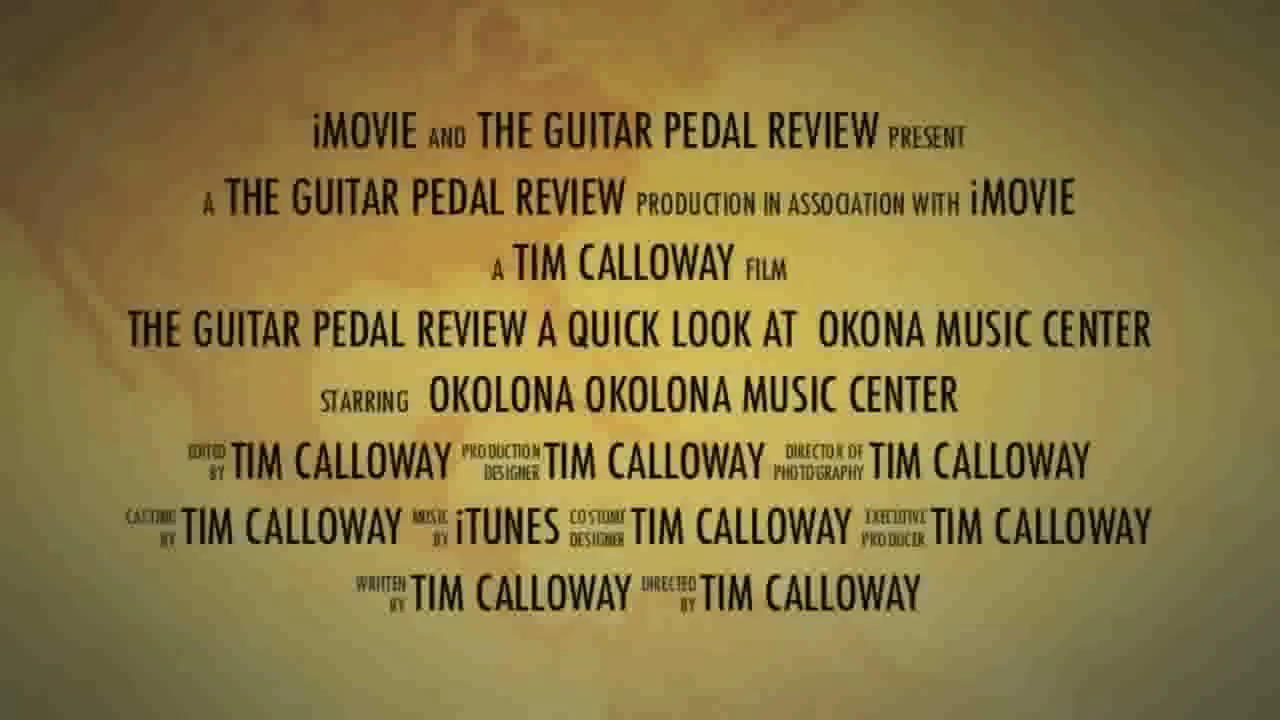 iMOVIE AND THE GUITAR PEDAL REVIEW PRESENT
A THE GUITAR PEDAL REVIEW PRODUCTION IN ASSOCIATION WITH iMOVIE
A TIM CALLOWAY FILM
THE GUITAR PEDAL REVIEW A QUICK LOOK AT OKONA MUSIC CENTER
STARRING OKOLONA OKOLONA MUSIC CENTER
EDITED BY TIM CALLOWAY PRODUCTION DESIGNER TIM CALLOWAY DIRECTOR OF PHOTOGRAPHY TIM CALLOWAY
CASTING BY TIM CALLOWAY MUSIC BY iTUNES COSTUME DESIGNER TIM CALLOWAY EXECUTIVE PRODUCER TIM CALLOWAY
WRITTEN BY TIM CALLOWAY DIRECTED BY TIM CALLOWAY